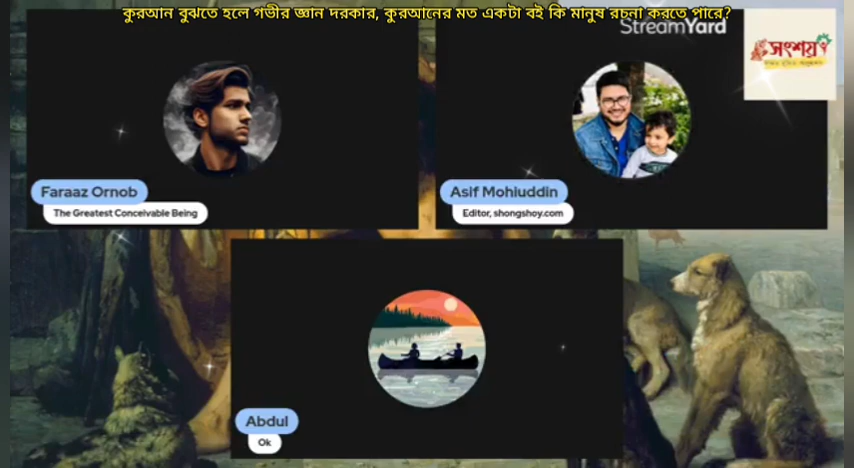 কুরআন বুঝতে হলে গভীর জ্ঞান দরকার, কুরআনের মত একটা বই কি মানুষ রচনা করতে পারে?
StreamYard
সংশয়
Faraaz Ornob
The Greatest Conceivable Being
Asif Mohiuddin
Editor, shongshoy.com
Abdul
Ok